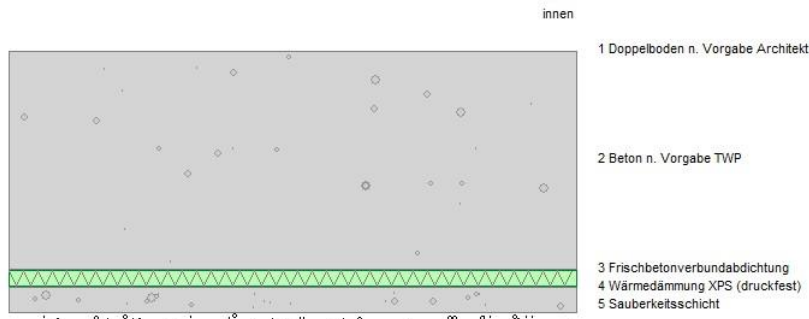 innen
1 Doppelboden n. Vorgabe Architekt
2 Beton n. Vorgabe TWP
3 Frischbetonverbundabdichtung
4 Wärmedämmung XPS (druckfest)
5 Sauberkeitsschicht